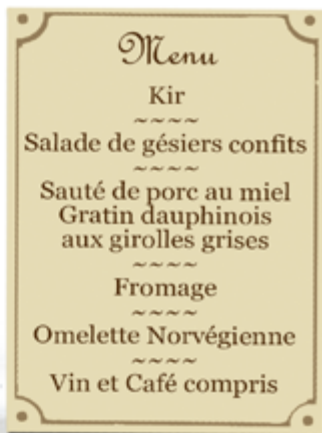 Menu
Kir
~~~~
Salade de gésiers confits
~~~~
Sauté de porc au miel
Gratin dauphinois
aux girolles grises
~~~~
Fromage
~~~~
Omelette Norvégienne
~~~~
Vin et Café compris